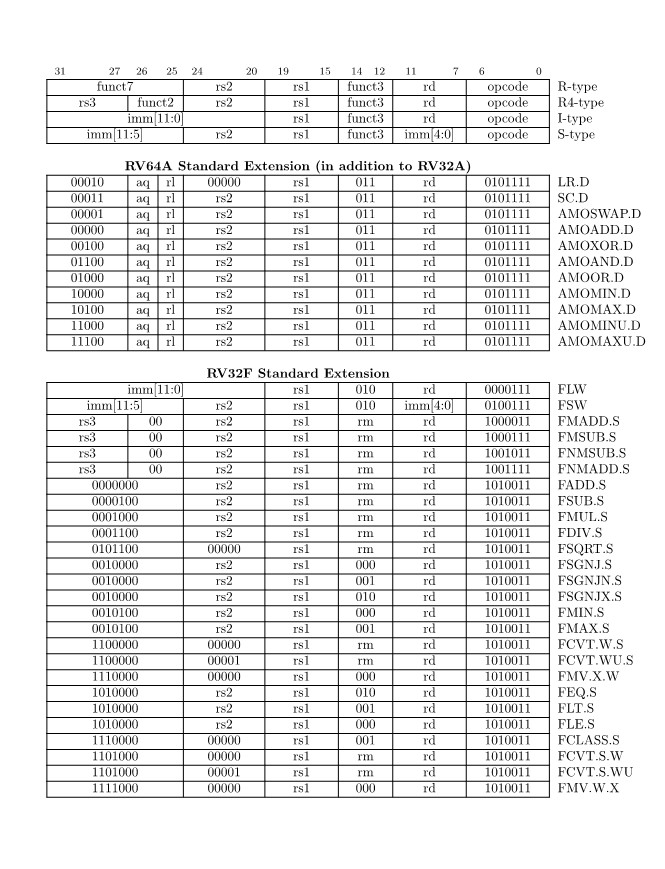 31 27 26 25 24 20 19 15 14 12 11 7 6 0
funct7 rs2 rs1 funct3 rd opcode R-type
rs3 funct2 rs2 rs1 funct3 rd opcode R4-type
imm[11:0] rs1 funct3 rd opcode I-type
imm[11:5] rs2 rs1 funct3 imm[4:0] opcode S-type
RV64A Standard Extension (in addition to RV32A)
00010 aq rl 00000 rs1 011 rd 0101111 LR.D
00011 aq rl rs2 rs1 011 rd 0101111 SC.D
00001 aq rl rs2 rs1 011 rd 0101111 AMOSWAP.D
00000 aq rl rs2 rs1 011 rd 0101111 AMOADD.D
00100 aq rl rs2 rs1 011 rd 0101111 AMOXOR.D
01100 aq rl rs2 rs1 011 rd 0101111 AMOAND.D
01000 aq rl rs2 rs1 011 rd 0101111 AMOOR.D
10000 aq rl rs2 rs1 011 rd 0101111 AMOMIN.D
10100 aq rl rs2 rs1 011 rd 0101111 AMOMAX.D
11000 aq rl rs2 rs1 011 rd 0101111 AMOMINU.D
11100 aq rl rs2 rs1 011 rd 0101111 AMOMAXU.D
RV32F Standard Extension
imm[11:0] rs1 010 rd 0000111 FLW
imm[11:5] rs2 rs1 010 imm[4:0] 0100111 FSW
rs3 00 rs2 rs1 rm rd 1000011 FMADD.S
rs3 00 rs2 rs1 rm rd 1000111 FMSUB.S
rs3 00 rs2 rs1 rm rd 1001011 FNMSUB.S
rs3 00 rs2 rs1 rm rd 1001111 FNMADD.S
0000000 rs2 rs1 rm rd 1010011 FADD.S
0000100 rs2 rs1 rm rd 1010011 FSUB.S
0001000 rs2 rs1 rm rd 1010011 FMUL.S
0001100 rs2 rs1 rm rd 1010011 FDIV.S
0101100 00000 rs1 rm rd 1010011 FSQRT.S
0010000 rs2 rs1 000 rd 1010011 FSGNJ.S
0010000 rs2 rs1 001 rd 1010011 FSGNJN.S
0010000 rs2 rs1 010 rd 1010011 FSGNJX.S
0010100 rs2 rs1 000 rd 1010011 FMIN.S
0010100 rs2 rs1 001 rd 1010011 FMAX.S
1100000 00000 rs1 rm rd 1010011 FCVT.W.S
1100000 00001 rs1 rm rd 1010011 FCVT.WU.S
1110000 00000 rs1 000 rd 1010011 FMV.X.W
1010000 rs2 rs1 010 rd 1010011 FEQ.S
1010000 rs2 rs1 001 rd 1010011 FLT.S
1010000 rs2 rs1 000 rd 1010011 FLE.S
1110000 00000 rs1 001 rd 1010011 FCLASS.S
1101000 00000 rs1 rm rd 1010011 FCVT.S.W
1101000 00001 rs1 rm rd 1010011 FCVT.S.WU
1111000 00000 rs1 000 rd 1010011 FMV.W.X